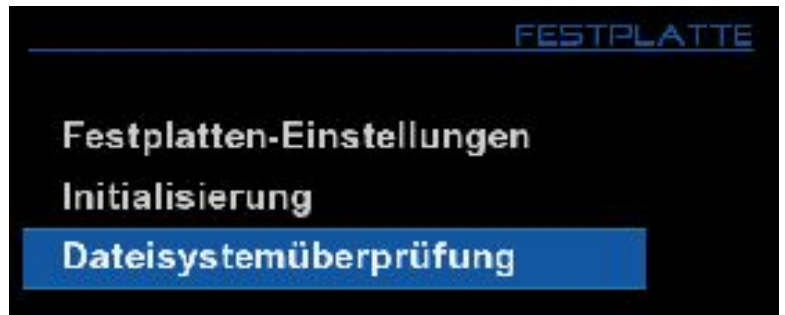 FESTPLATTE
Festplatten-Einstellungen
Initialisierung
Dateisystemüberprüfung